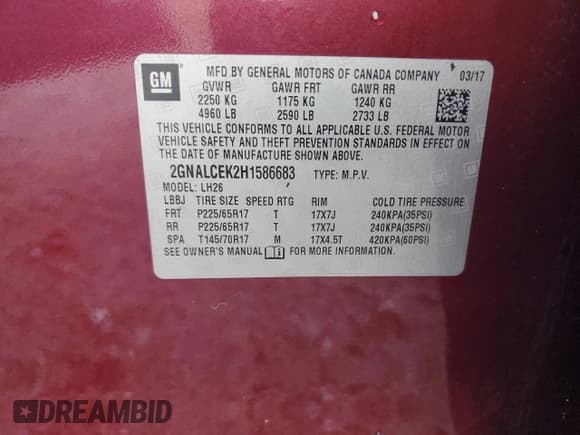 GM
MFD BY GENERAL MOTORS OF CANADA COMPANY 03/17
GVWR GAWR FRT GAWR RR
2250 KG 1175 KG 1240 KG
4960 LB 2590 LB 2733 LB
THIS VEHICLE CONFORMS TO ALL APPLICABLE U.S. FEDERAL MOTOR
VEHICLE SAFETY AND THEFT PREVENTION STANDARDS IN EFFECT ON
THE DATE OF MANUFACTURE SHOWN ABOVE.
2GNALCEK2H1586683 TYPE: M.P.V.
MODEL: LH26
LBBJ TIRE SIZE SPEED RTG RIM COLD TIRE PRESSURE
FRT P225/65R17 T 17X7J 240KPA(35PSI)
RR P225/65R17 T 17X7J 240KPA(35PSI)
SPA T145/70R17 M 17X4.5T 420KPA(60PSI)
SEE OWNER'S MANUAL FOR MORE INFORMATION.
DREAMBID